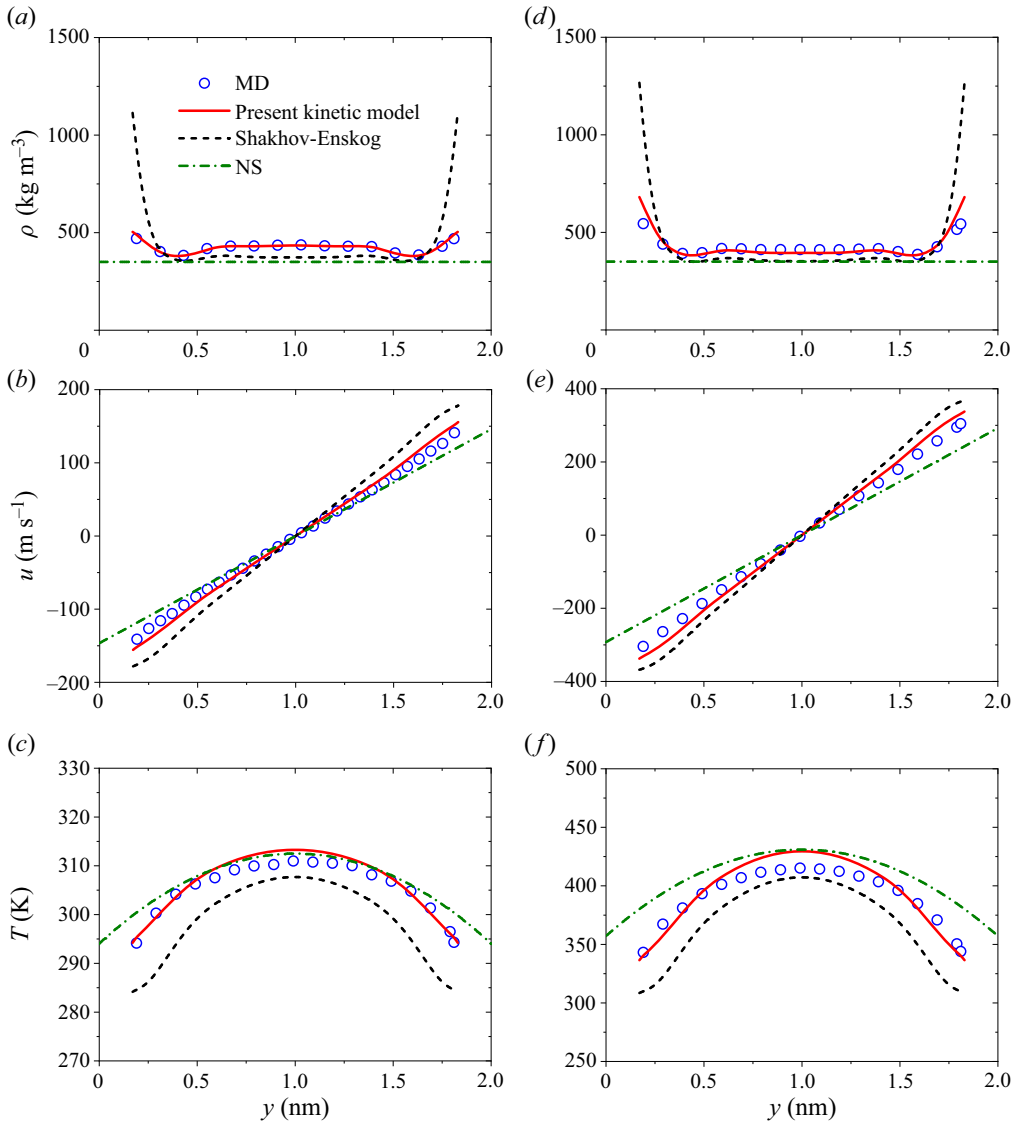 (a)
1500
1000
500
ρ (kg m–3)
MD
Present kinetic model
Shakhov-Enskog
NS
0 0.5 1.0 1.5 2.0
(d)
1500
1000
500
0 0.5 1.0 1.5 2.0
(b)
200
100
0
–100
–200
u (m s–1)
0 0.5 1.0 1.5 2.0
(e)
400
200
0
–200
–400
0 0.5 1.0 1.5 2.0
(c)
330
320
310
300
290
280
270
T (K)
0 0.5 1.0 1.5 2.0
y (nm)
(f)
500
450
400
350
300
250
0 0.5 1.0 1.5 2.0
y (nm)